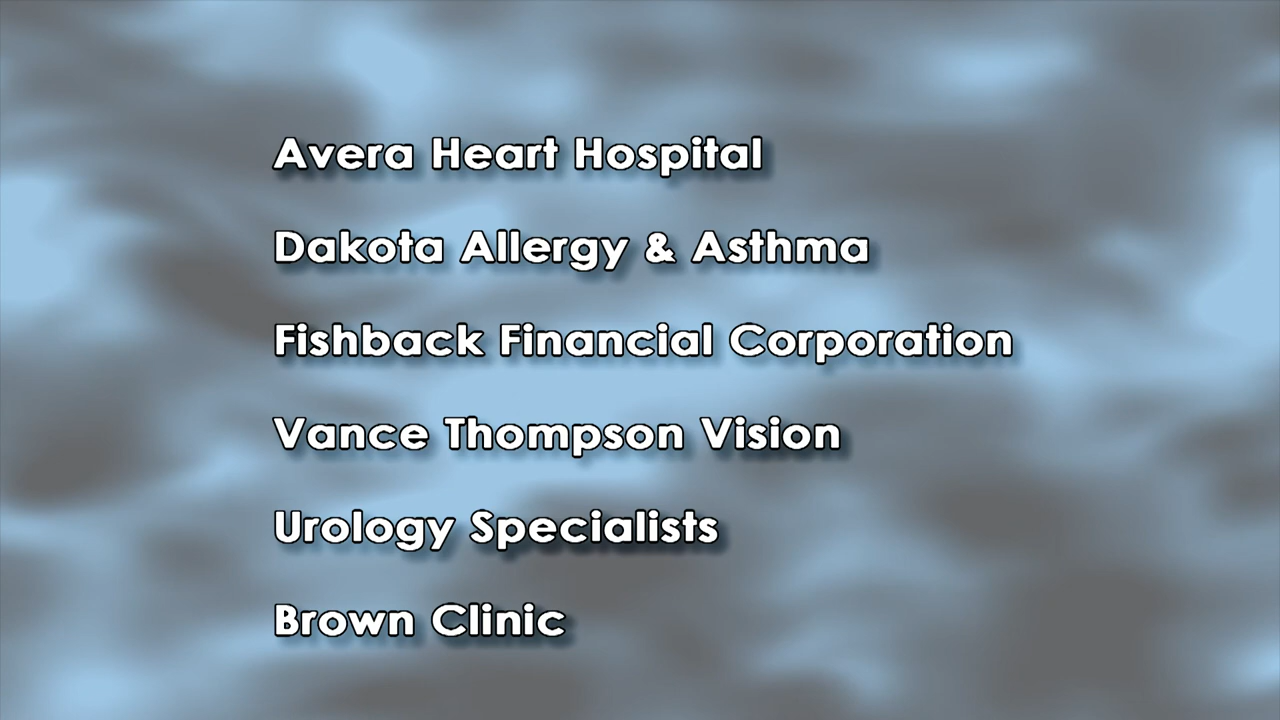 Avera Heart Hospital
Dakota Allergy & Asthma
Fishback Financial Corporation
Vance Thompson Vision
Urology Specialists
Brown Clinic